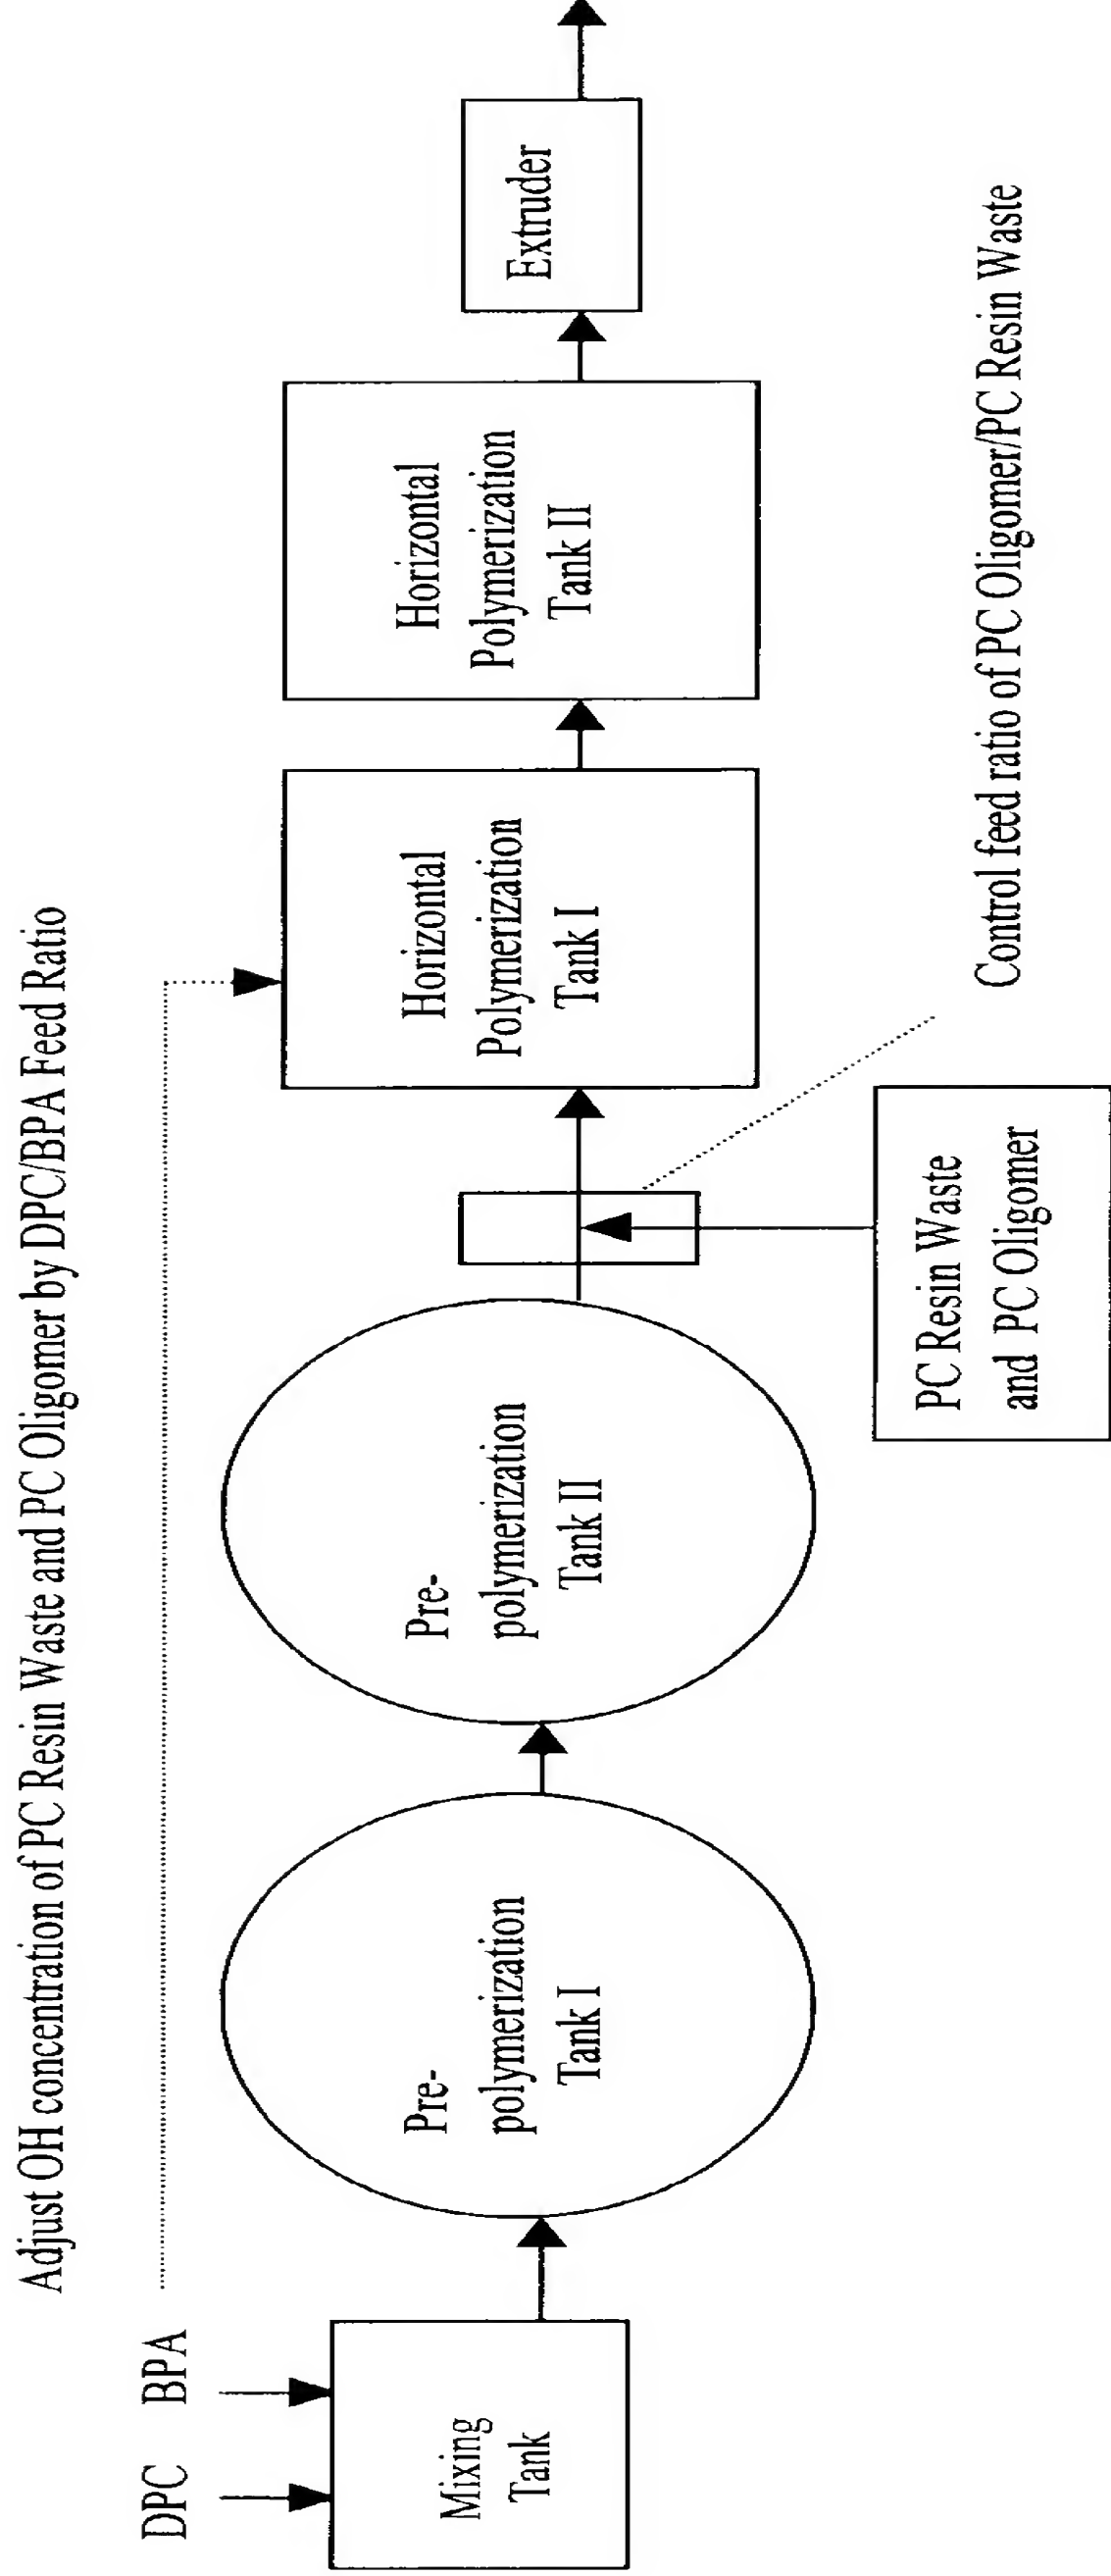 Adjust OH concentration of PC Resin Waste and PC Oligomer by DPC/BPA Feed Ratio
DPC
BPA
Mixing
Tank
Pre-
polymerization
Tank I
Pre-
polymerization
Tank II
Horizontal
Polymerization
Tank I
Horizontal
Polymerization
Tank II
Extruder
PC Resin Waste
and PC Oligomer
Control feed ratio of PC Oligomer/PC Resin Waste